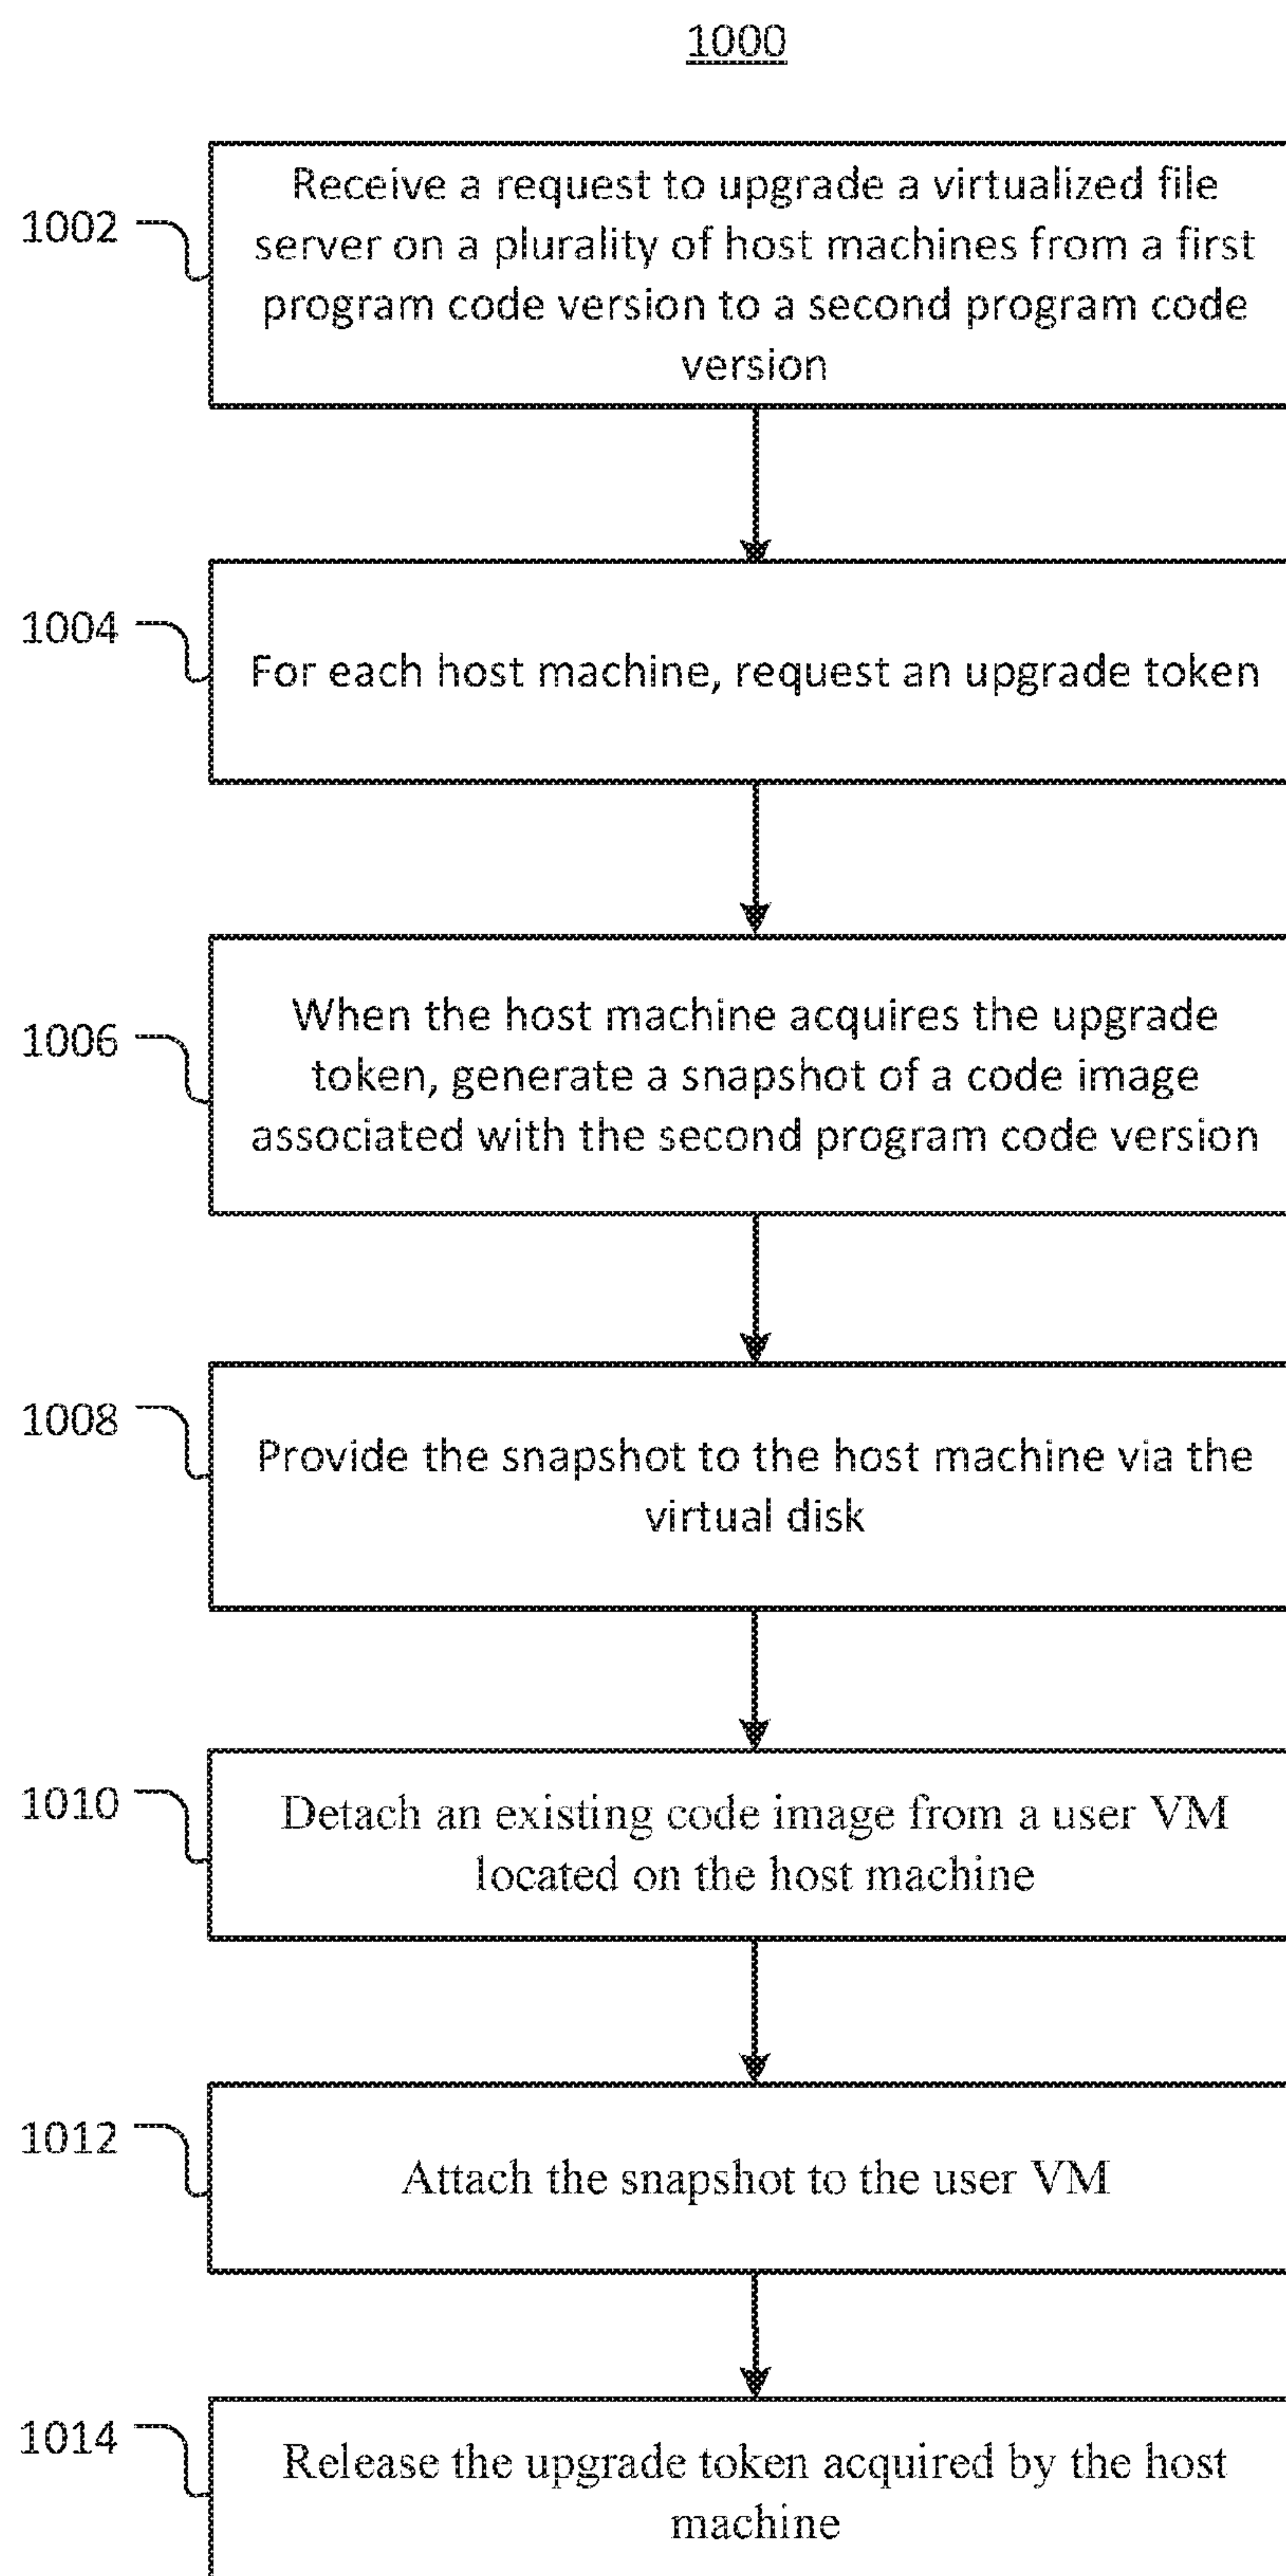 1000
1002
Receive a request to upgrade a virtualized file
server on a plurality of host machines from a first
program code version to a second program code
version
1004
For each host machine, request an upgrade token
1006
When the host machine acquires the upgrade
token, generate a snapshot of a code image
associated with the second program code version
1008
Provide the snapshot to the host machine via the
virtual disk
1010
Detach an existing code image from a user VM
located on the host machine
1012
Attach the snapshot to the user VM
1014
Release the upgrade token acquired by the host
machine